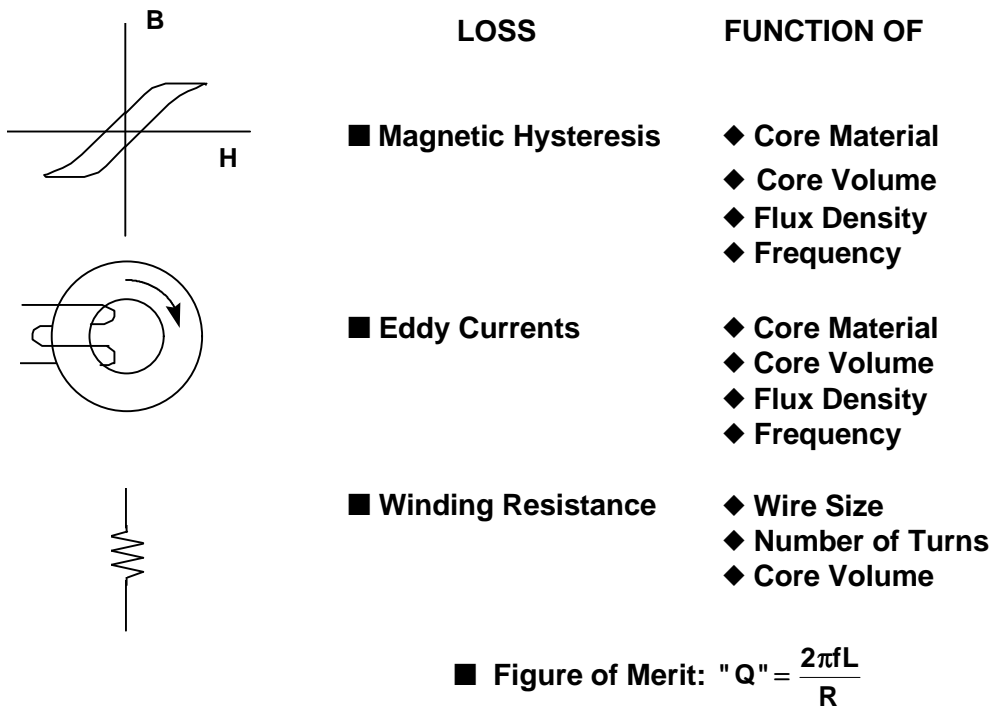 B
LOSS FUNCTION OF
■ Magnetic Hysteresis ◆ Core Material
H
◆ Core Volume
◆ Flux Density
◆ Frequency
■ Eddy Currents ◆ Core Material
◆ Core Volume
◆ Flux Density
◆ Frequency
■ Winding Resistance ◆ Wire Size
◆ Number of Turns
◆ Core Volume
■ Figure of Merit: "Q" = 2πfL / R